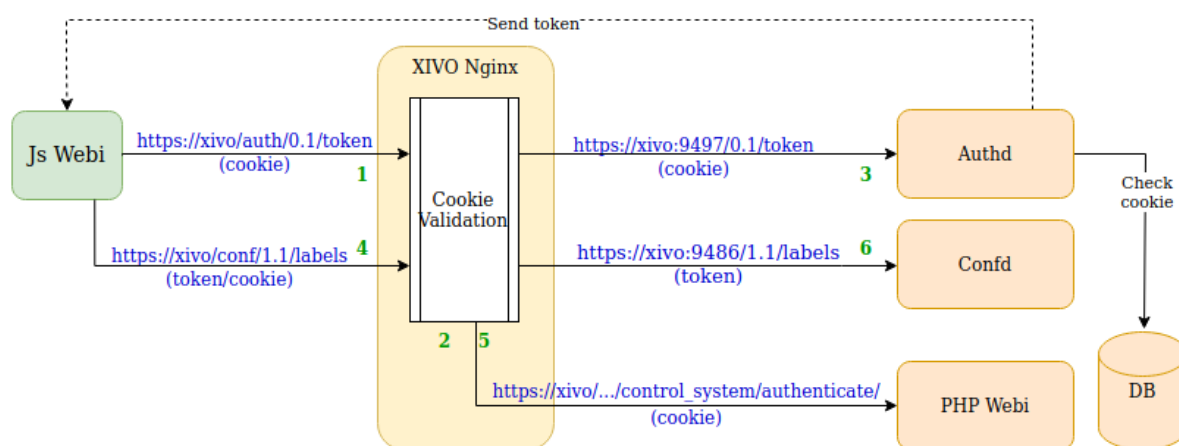 Send token
XIVO Nginx
Js Webi
https://xivo/auth/0.1/token
(cookie)
1
https://xivo:9497/0.1/token
(cookie)
3
Authd
Check
cookie
Cookie
Validation
https://xivo/conf/1.1/labels
(token/cookie)
4
https://xivo:9486/1.1/labels
(token)
6
Confd
2
5
https://xivo/.../control_system/authenticate/
(cookie)
PHP Webi
DB